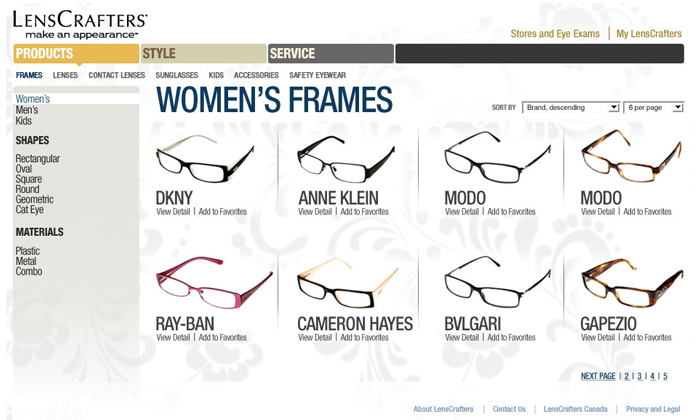 LENSCRAFTERS®
make an appearance℠
Stores and Eye Exams | My LensCrafters
PRODUCTS STYLE SERVICE
FRAMES LENSES CONTACT LENSES SUNGLASSES KIDS ACCESSORIES SAFETY EYEWEAR
Women's
Men's
Kids
SHAPES
Rectangular
Oval
Square
Round
Geometric
Cat Eye
MATERIALS
Plastic
Metal
Combo
WOMEN'S FRAMES
SORT BY Brand, descending 6 per page
DKNY ANNE KLEIN MODO MODO
View Detail | Add to Favorites View Detail | Add to Favorites View Detail | Add to Favorites View Detail | Add to Favorites
RAY-BAN CAMERON HAYES BVLGARI GAPEZIO
View Detail | Add to Favorites View Detail | Add to Favorites View Detail | Add to Favorites View Detail | Add to Favorites
NEXT PAGE | 2 | 3 | 4 | 5
About LensCrafters | Contact Us | LensCrafters Canada | Privacy and Legal